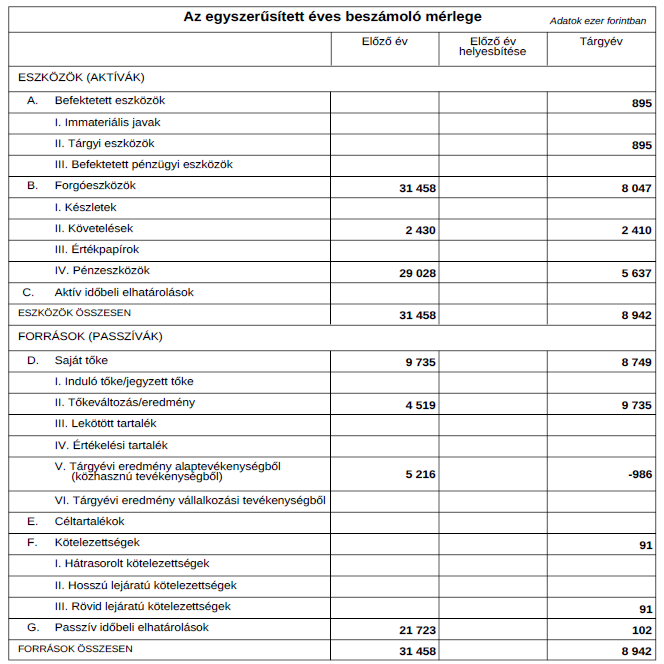 Az egyszerűsített éves beszámoló mérlege
Adatok ezer forintban
Előző év Előző év helyesbítése Tárgyév
ESZKÖZÖK (AKTÍVÁK)
A. Befektetett eszközök 895
I. Immateriális javak
II. Tárgyi eszközök 895
III. Befektetett pénzügyi eszközök
B. Forgóeszközök 31 458 8 047
I. Készletek
II. Követelések 2 430 2 410
III. Értékpapírok
IV. Pénzeszközök 29 028 5 637
C. Aktív időbeli elhatárolások
ESZKÖZÖK ÖSSZESEN 31 458 8 942
FORRÁSOK (PASSZÍVÁK)
D. Saját tőke 9 735 8 749
I. Induló tőke/jegyzett tőke
II. Tőkeváltozás/eredmény 4 519 9 735
III. Lekötött tartalék
IV. Értékelési tartalék
V. Tárgyévi eredmény alaptevékenységből
(közhasznú tevékenységből) 5 216 -986
VI. Tárgyévi eredmény vállalkozási tevékenységből
E. Céltartalékok
F. Kötelezettségek 91
I. Hátrasorolt kötelezettségek
II. Hosszú lejáratú kötelezettségek
III. Rövid lejáratú kötelezettségek 91
G. Passzív időbeli elhatárolások 21 723 102
FORRÁSOK ÖSSZESEN 31 458 8 942